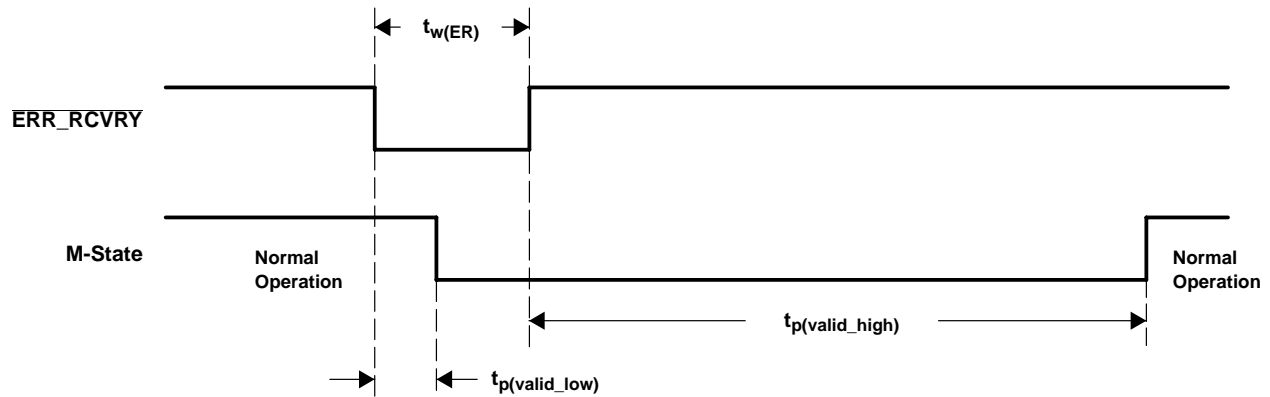 tw(ER)
ERR_RCVRY
M-State
Normal
Operation
Normal
Operation
tp(valid_high)
tp(valid_low)